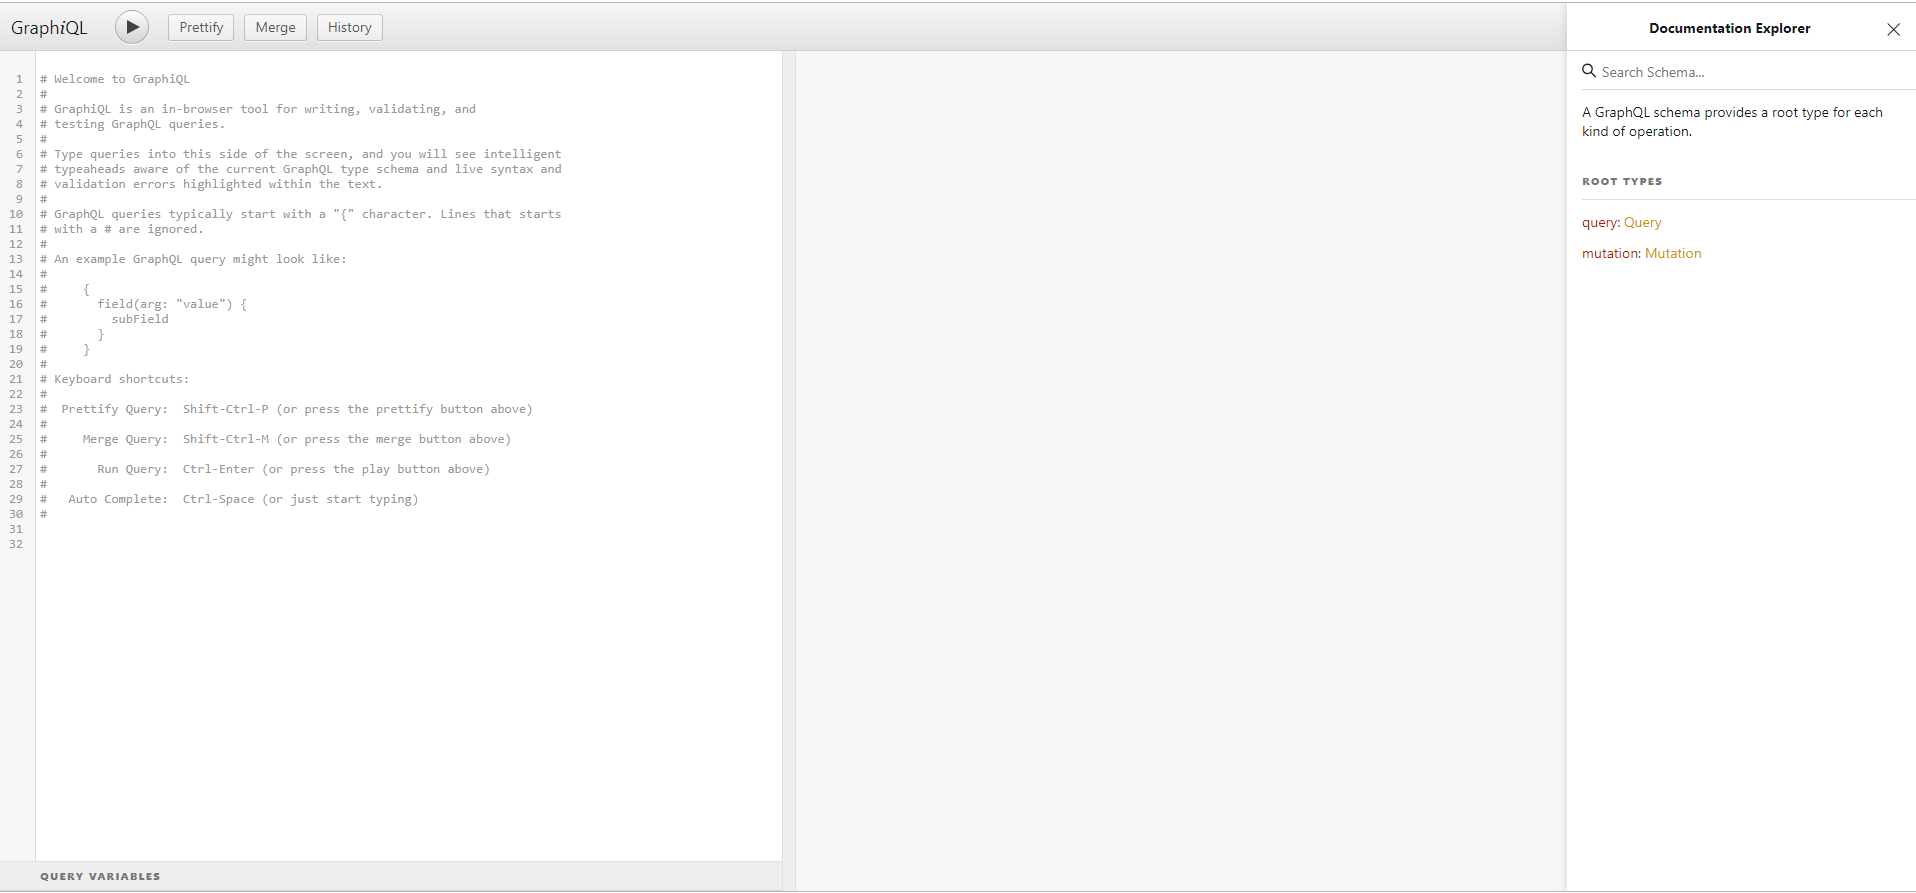 GraphiQL Prettify Merge History
1 # Welcome to GraphiQL
2 #
3 # GraphiQL is an in-browser tool for writing, validating, and
4 # testing GraphQL queries.
5 #
6 # Type queries into this side of the screen, and you will see intelligent
7 # typeaheads aware of the current GraphQL type schema and live syntax and
8 # validation errors highlighted within the text.
9 #
10 # GraphQL queries typically start with a "{" character. Lines that starts
11 # with a # are ignored.
12 #
13 # An example GraphQL query might look like:
14 #
15 #     {
16 #       field(arg: "value") {
17 #         subField
18 #       }
19 #     }
20 #
21 # Keyboard shortcuts:
22 #
23 #  Prettify Query:  Shift-Ctrl-P (or press the prettify button above)
24 #
25 #     Merge Query:  Shift-Ctrl-M (or press the merge button above)
26 #
27 #       Run Query:  Ctrl-Enter (or press the play button above)
28 #
29 #   Auto Complete:  Ctrl-Space (or just start typing)
30 #
31
32
QUERY VARIABLES
Documentation Explorer
Search Schema...
A GraphQL schema provides a root type for each
kind of operation.
ROOT TYPES
query: Query
mutation: Mutation